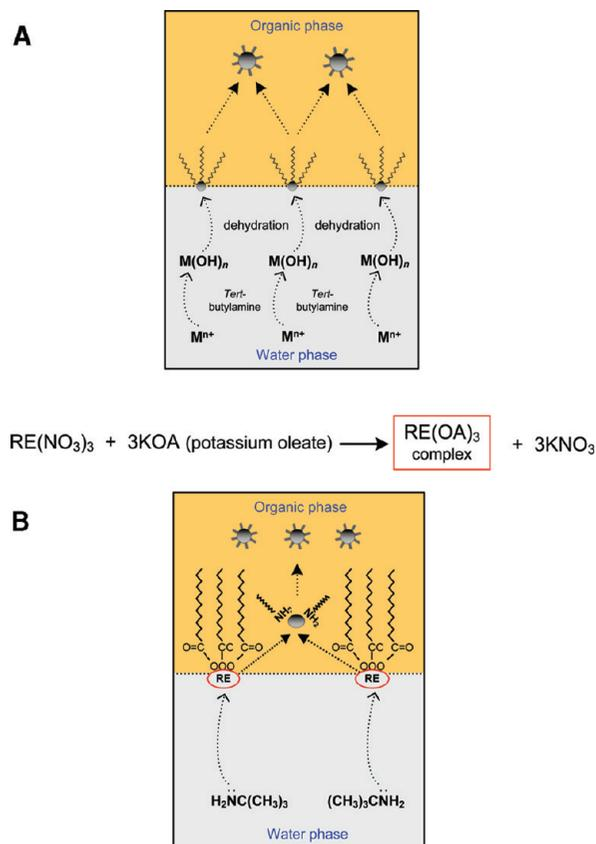 A
Organic phase
dehydration dehydration
M(OH)n M(OH)n M(OH)n
Tert- Tert-
butylamine butylamine
Mn+ Mn+ Mn+
Water phase
RE(NO3)3 + 3KOA (potassium oleate) RE(OA)3 + 3KNO3
complex
B
Organic phase
NH2 NH2
O=C CC C=O O=C CC C=O
OOO OOO
RE RE
H2NC(CH3)3 (CH3)3CNH2
Water phase